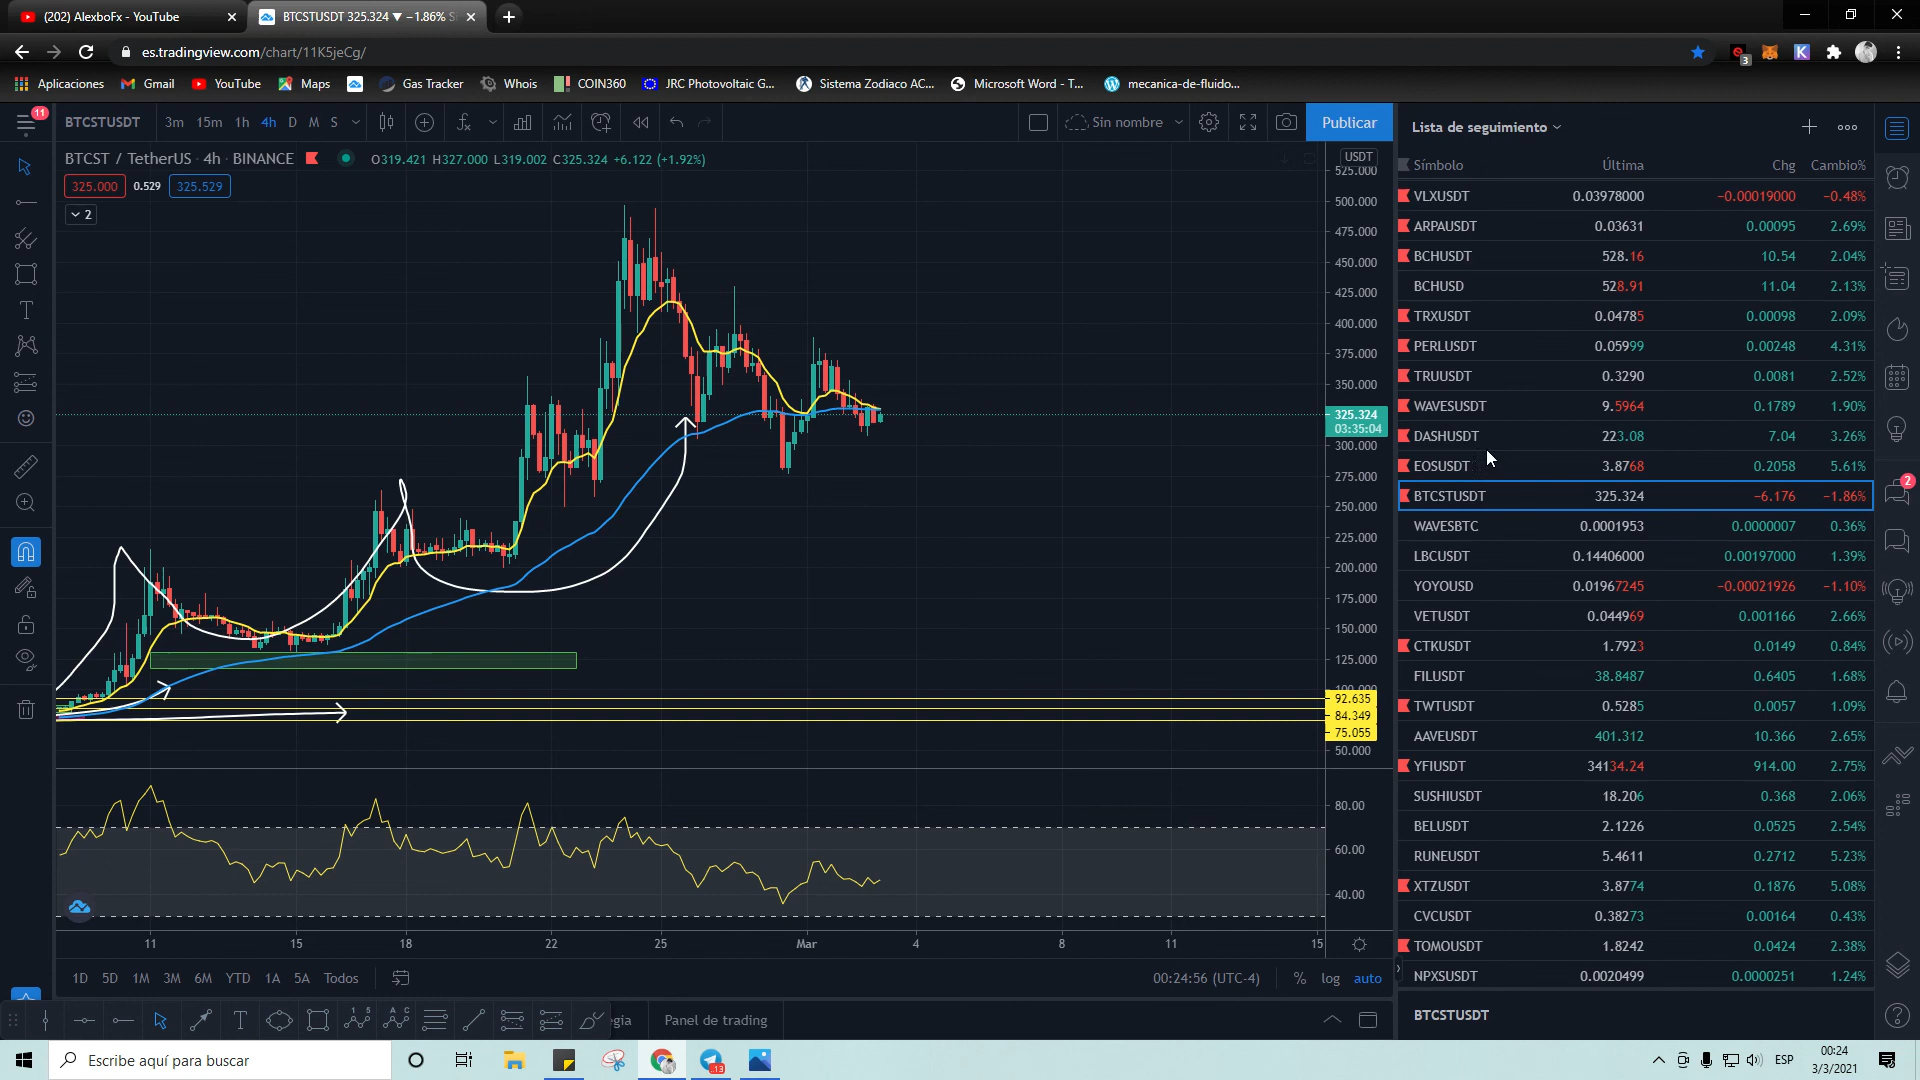 (202) AlexboFx - YouTube
BTCSTUSDT 325.324 ▼ −1.86%
es.tradingview.com/chart/11K5jeCg/
3
Aplicaciones Gmail YouTube Maps Gas Tracker Whois COIN360 JRC Photovoltaic G... Sistema Zodiaco AC... Microsoft Word - T... mecanica-de-fluido...
11
BTCSTUSDT 3m 15m 1h 4h D M S Sin nombre Publicar
BTCST / TetherUS · 4h · BINANCE O319.421 H327.000 L319.002 C325.324 +6.122 (+1.92%)
325.000 0.529 325.529
2
USDT
525.000
500.000
475.000
450.000
425.000
400.000
375.000
350.000
325.324
03:35:04
300.000
275.000
250.000
225.000
200.000
175.000
150.000
125.000
100.000
92.635
84.349
75.055
50.000
80.00
60.00
40.00
11 15 18 22 25 Mar 4 8 11 15
1D 5D 1M 3M 6M YTD 1A 5A Todos 00:24:56 (UTC-4) % log auto
egia Panel de trading
Lista de seguimiento
Símbolo Última Chg Cambio%
VLXUSDT 0.03978000 −0.00019000 −0.48%
ARPAUSDT 0.03631 0.00095 2.69%
BCHUSDT 528.16 10.54 2.04%
BCHUSD 528.91 11.04 2.13%
TRXUSDT 0.04785 0.00098 2.09%
PERLUSDT 0.05999 0.00248 4.31%
TRUUSDT 0.3290 0.0081 2.52%
WAVESUSDT 9.5964 0.1789 1.90%
DASHUSDT 223.08 7.04 3.26%
EOSUSDT 3.8768 0.2058 5.61%
BTCSTUSDT 325.324 −6.176 −1.86%
WAVESBTC 0.0001953 0.0000007 0.36%
LBCUSDT 0.14406000 0.00197000 1.39%
YOYOUSD 0.01967245 −0.00021926 −1.10%
VETUSDT 0.044969 0.001166 2.66%
CTKUSDT 1.7923 0.0149 0.84%
FILUSDT 38.8487 0.6405 1.68%
TWTUSDT 0.5285 0.0057 1.09%
AAVEUSDT 401.312 10.366 2.65%
YFIUSDT 34134.24 914.00 2.75%
SUSHIUSDT 18.206 0.368 2.06%
BELUSDT 2.1226 0.0525 2.54%
RUNEUSDT 5.4611 0.2712 5.23%
XTZUSDT 3.8774 0.1876 5.08%
CVCUSDT 0.38273 0.00164 0.43%
TOMOUSDT 1.8242 0.0424 2.38%
NPXSUSDT 0.0020499 0.0000251 1.24%
BTCSTUSDT
2
Escribe aquí para buscar
13
ESP
00:24
3/3/2021